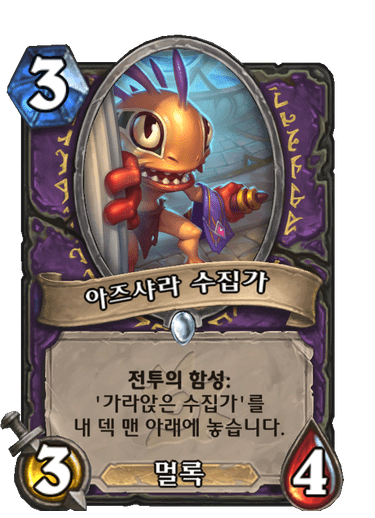 3
아즈샤라 수집가
전투의 함성:
'가라앉은 수집가'를
내 덱 맨 아래에 놓습니다.
3
멀록
4